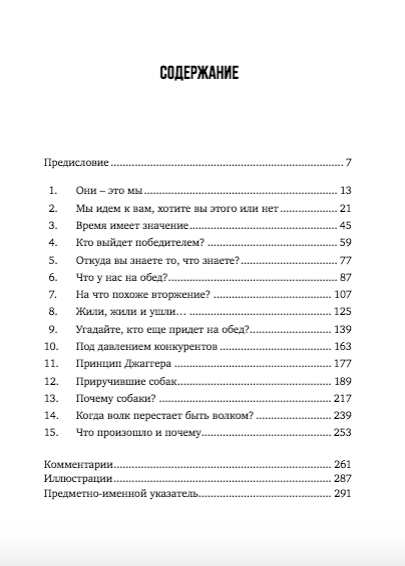 СОДЕРЖАНИЕ
Предисловие 7
1. Они – это мы 13
2. Мы идем к вам, хотите вы этого или нет 21
3. Время имеет значение 45
4. Кто выйдет победителем? 59
5. Откуда вы знаете то, что знаете? 77
6. Что у нас на обед? 87
7. На что похоже вторжение? 107
8. Жили, жили и ушли… 125
9. Угадайте, кто еще придет на обед? 139
10. Под давлением конкурентов 163
11. Принцип Джаггера 177
12. Приручившие собак 189
13. Почему собаки? 217
14. Когда волк перестает быть волком? 239
15. Что произошло и почему 253
Комментарии 261
Иллюстрации 287
Предметно-именной указатель 291